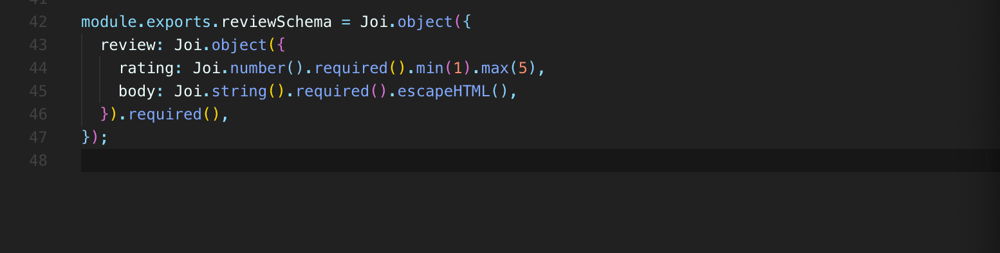 41
42 module.exports.reviewSchema = Joi.object({
43   review: Joi.object({
44     rating: Joi.number().required().min(1).max(5),
45     body: Joi.string().required().escapeHTML(),
46   }).required(),
47 });
48